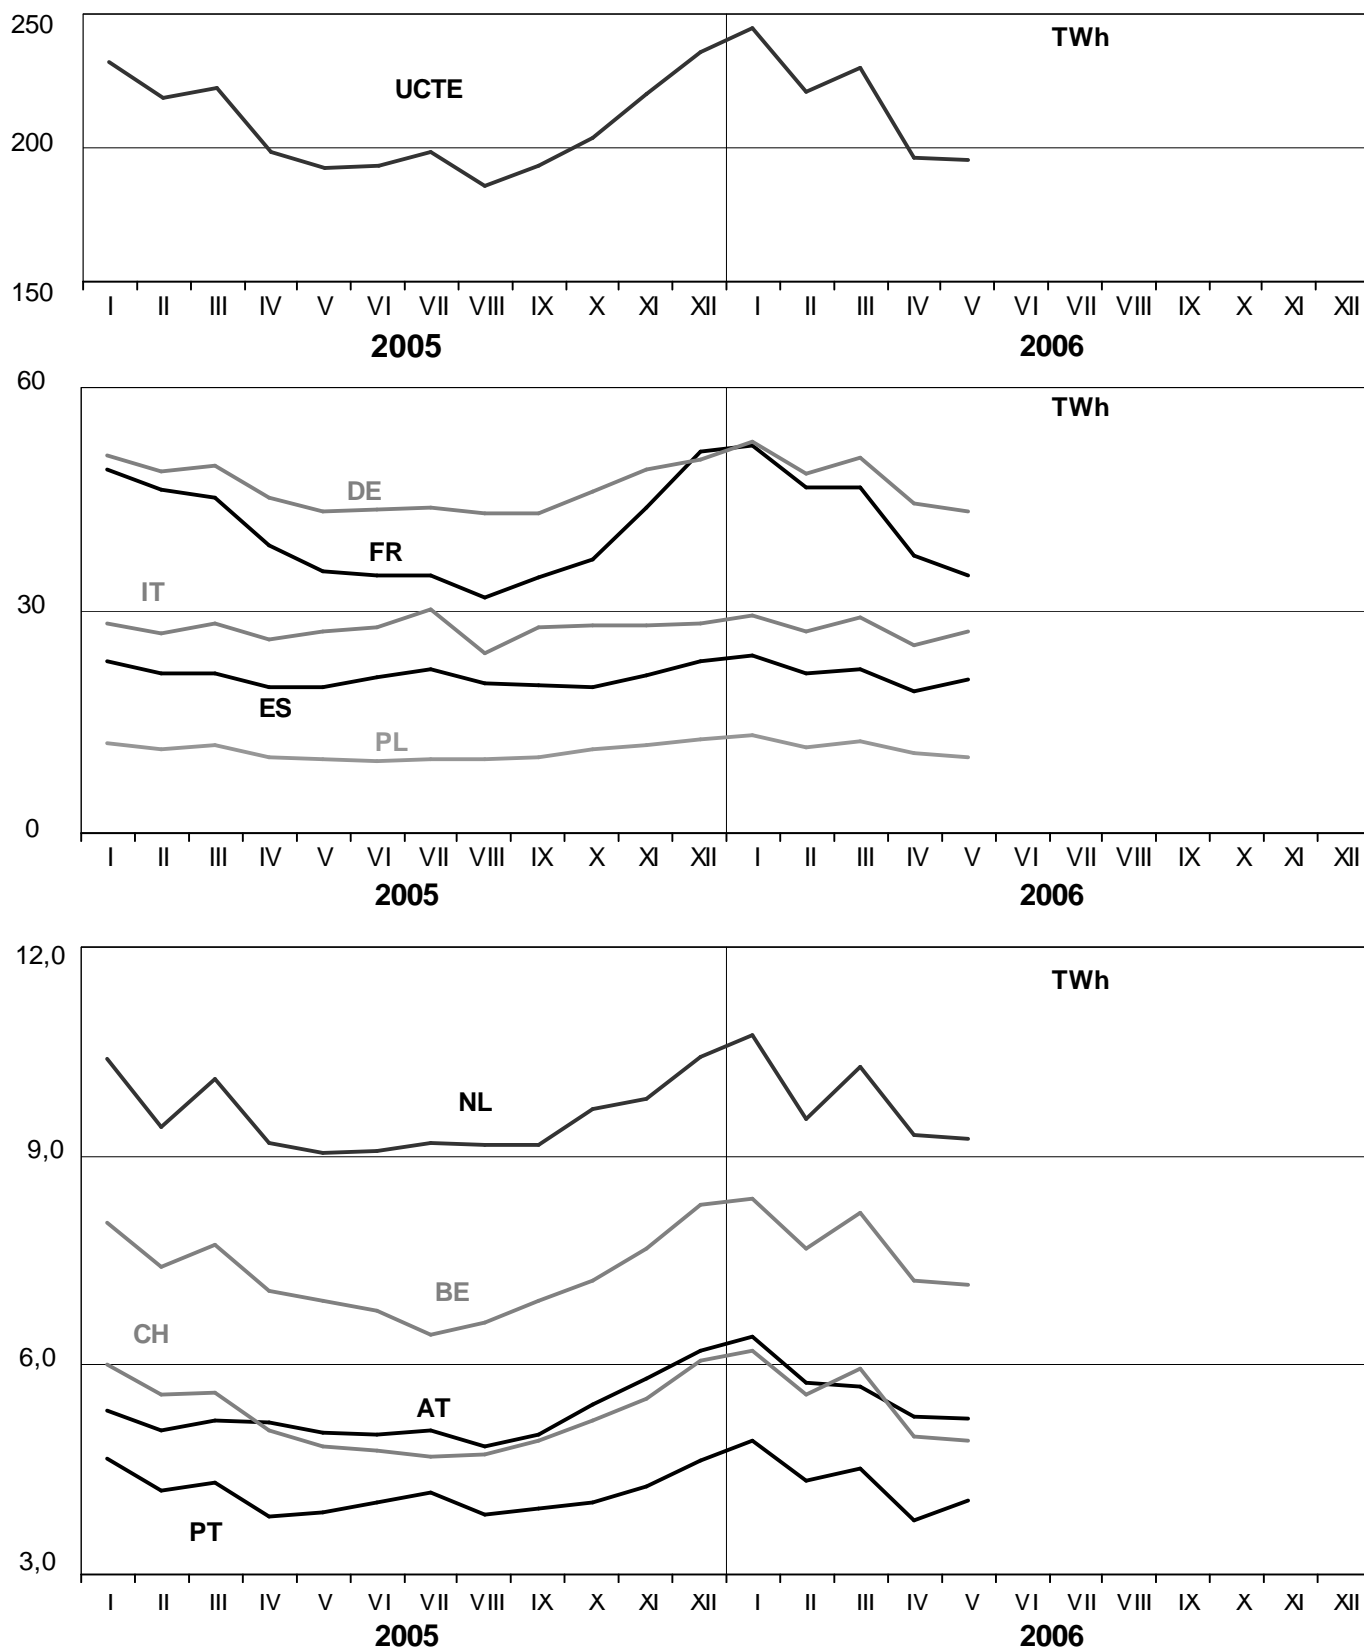 250
TWh
UCTE
200
150
I II III IV V VI VII VIII IX X XI XII I II III IV V VI VII VIII IX X XI XII
2005 2006
60
TWh
DE
FR
IT
30
ES
PL
0
I II III IV V VI VII VIII IX X XI XII I II III IV V VI VII VIII IX X XI XII
2005 2006
12,0
TWh
NL
9,0
BE
CH
6,0
AT
PT
3,0
I II III IV V VI VII VIII IX X XI XII I II III IV V VI VII VIII IX X XI XII
2005 2006